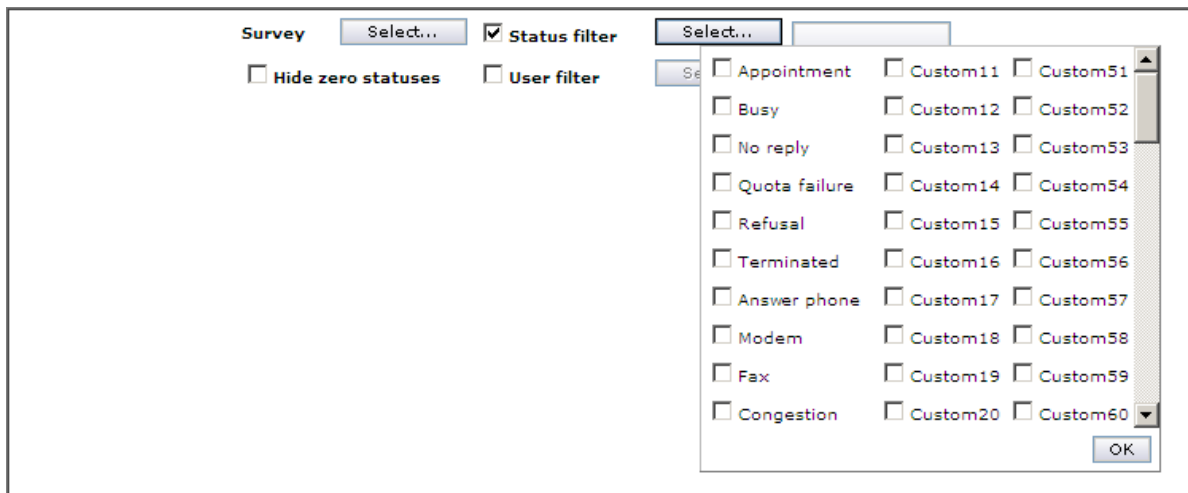 Survey Select... Status filter Select...
Hide zero statuses User filter Se
Appointment Custom11 Custom51
Busy Custom12 Custom52
No reply Custom13 Custom53
Quota failure Custom14 Custom54
Refusal Custom15 Custom55
Terminated Custom16 Custom56
Answer phone Custom17 Custom57
Modem Custom18 Custom58
Fax Custom19 Custom59
Congestion Custom20 Custom60
OK